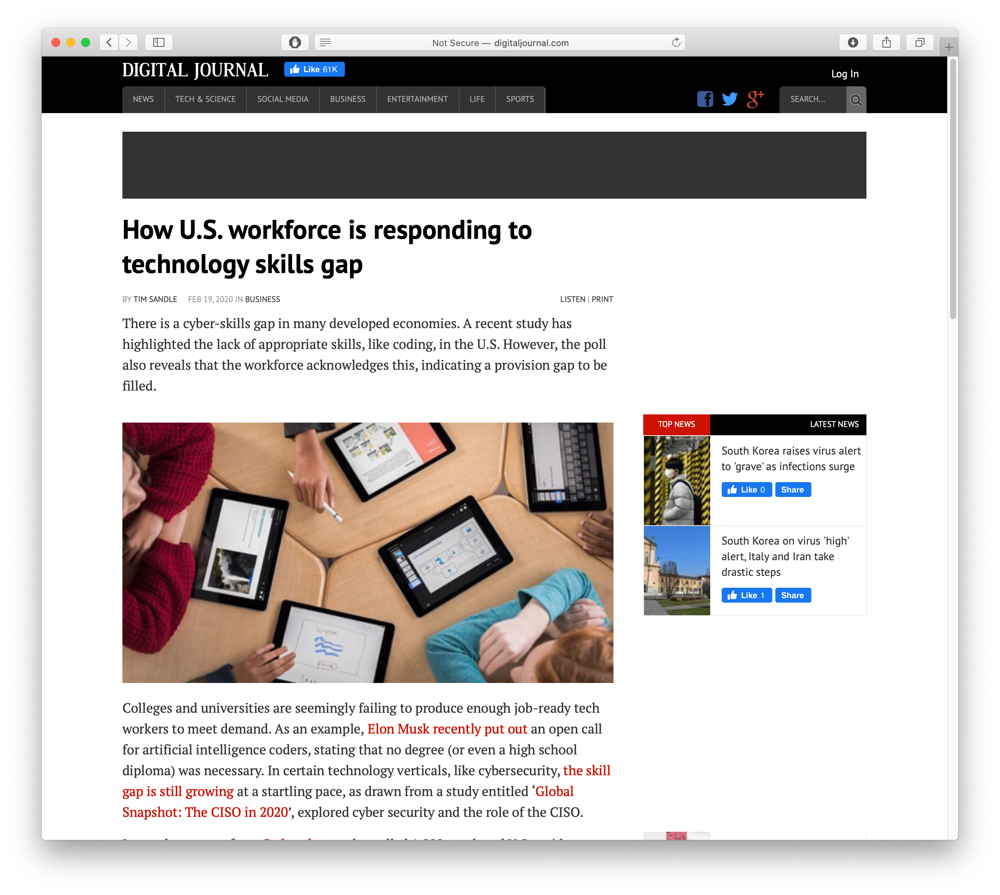 Not Secure — digitaljournal.com
DIGITAL JOURNAL
Like 61K
Log In
NEWS
TECH & SCIENCE
SOCIAL MEDIA
BUSINESS
ENTERTAINMENT
LIFE
SPORTS
SEARCH...
How U.S. workforce is responding to
technology skills gap
BY TIM SANDLE FEB 19, 2020 IN BUSINESS
LISTEN | PRINT
There is a cyber-skills gap in many developed economies. A recent study has
highlighted the lack of appropriate skills, like coding, in the U.S. However, the poll
also reveals that the workforce acknowledges this, indicating a provision gap to be
filled.
Colleges and universities are seemingly failing to produce enough job-ready tech
workers to meet demand. As an example, Elon Musk recently put out an open call
for artificial intelligence coders, stating that no degree (or even a high school
diploma) was necessary. In certain technology verticals, like cybersecurity, the skill
gap is still growing at a startling pace, as drawn from a study entitled ‘Global
Snapshot: The CISO in 2020’, explored cyber security and the role of the CISO.
TOP NEWS
LATEST NEWS
South Korea raises virus alert
to 'grave' as infections surge
Like 0
Share
South Korea on virus 'high'
alert, Italy and Iran take
drastic steps
Like 1
Share